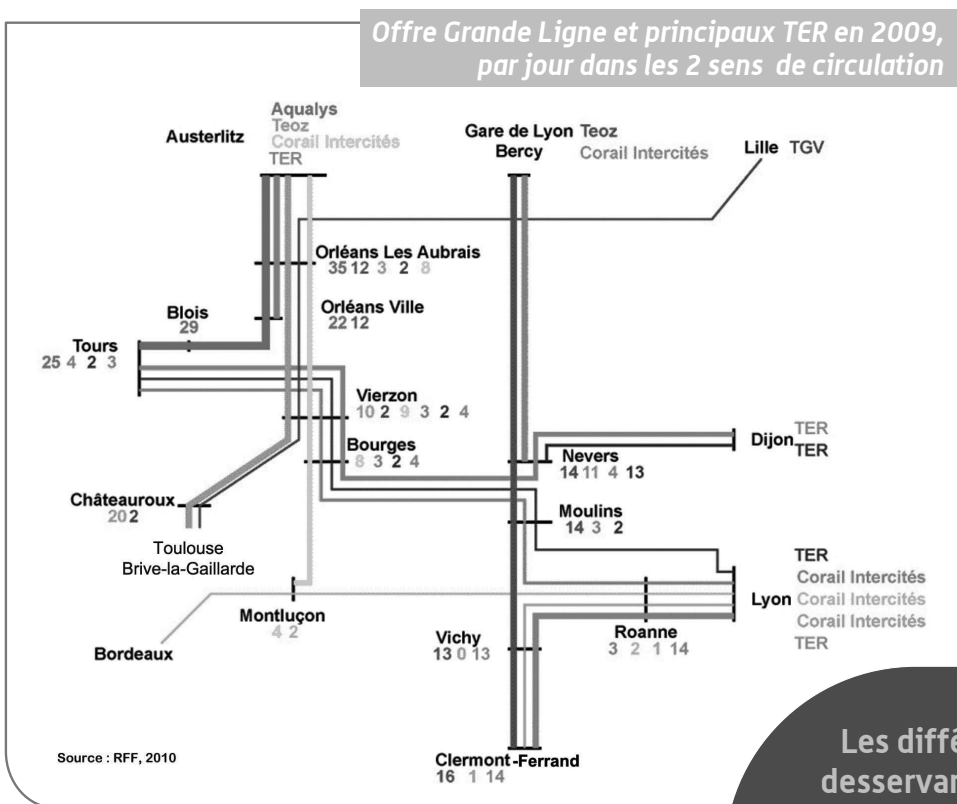 Offre Grande Ligne et principaux TER en 2009,
par jour dans les 2 sens de circulation
Austerlitz
Aqualys
Teoz
Corail Intercités
TER
Gare de Lyon Teoz
Bercy Corail Intercités
Lille TGV
Orléans Les Aubrais
35 12 3 2 8
Orléans Ville
22 12
Blois
29
Tours
25 4 2 3
Vierzon
10 2 9 3 2 4
Bourges
8 3 2 4
Nevers
14 11 4 13
Dijon
TER
TER
Châteauroux
20 2
Toulouse
Brive-la-Gaillarde
Moulins
14 3 2
Montluçon
4 2
Bordeaux
Vichy
13 0 13
Roanne
3 2 1 14
Lyon
TER
Corail Intercités
Corail Intercités
Corail Intercités
TER
Clermont-Ferrand
16 1 14
Source : RFF, 2010
Les diffé
desservan